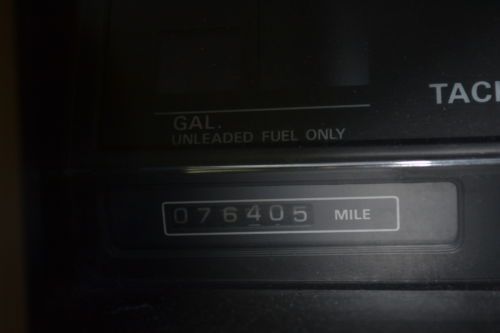 TACH
GAL.
UNLEADED FUEL ONLY
076405 MILE